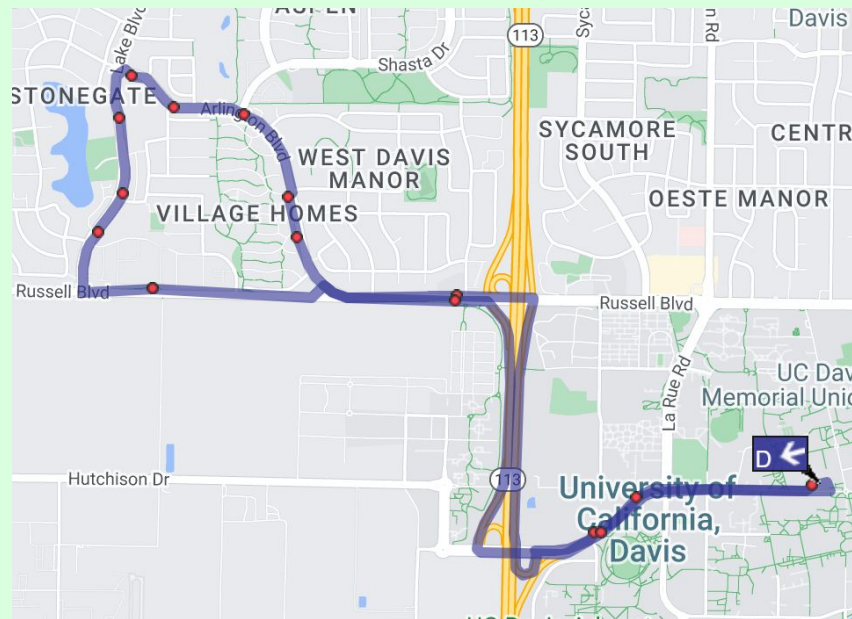 ASPEN
113
Davis
Lake Blvd
Shasta Dr
STONEGATE
Arlington Blvd
WEST DAVIS
MANOR
SYCAMORE
SOUTH
CENTR
VILLAGE HOMES
OESTE MANOR
Russell Blvd
Russell Blvd
La Rue Rd
UC Dav
Memorial Unio
D
Hutchison Dr
113
University of
California,
Davis